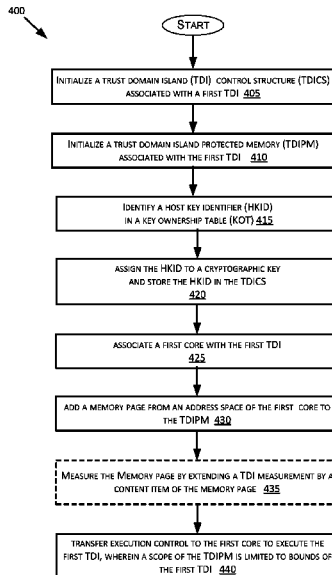 400
START
INITIALIZE A TRUST DOMAIN ISLAND (TDI) CONTROL STRUCTURE (TDICS)
ASSOCIATED WITH A FIRST TDI 405
INITIALIZE A TRUST DOMAIN ISLAND PROTECTED MEMORY (TDIPM)
ASSOCIATED WITH THE FIRST TDI 410
IDENTIFY A HOST KEY IDENTIFIER (HKID)
IN A KEY OWNERSHIP TABLE (KOT) 415
ASSIGN THE HKID TO A CRYPTOGRAPHIC KEY
AND STORE THE HKID IN THE TDICS
420
ASSOCIATE A FIRST CORE WITH THE FIRST TDI
425
ADD A MEMORY PAGE FROM AN ADDRESS SPACE OF THE FIRST CORE TO
THE TDIPM 430
MEASURE THE MEMORY PAGE BY EXTENDING A TDI MEASUREMENT BY A
CONTENT ITEM OF THE MEMORY PAGE 435
TRANSFER EXECUTION CONTROL TO THE FIRST CORE TO EXECUTE THE
FIRST TDI, WHEREIN A SCOPE OF THE TDIPM IS LIMITED TO BOUNDS OF
THE FIRST TDI 440